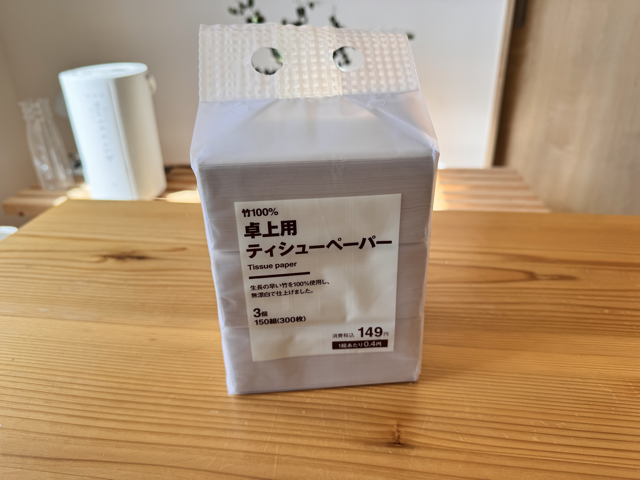 竹100%
卓上用
ティシューペーパー
Tissue paper
生長の早い竹を100%使用し、
無漂白で仕上げました。
3個
150組(300枚)
消費税込 149円
1組あたり0.4円